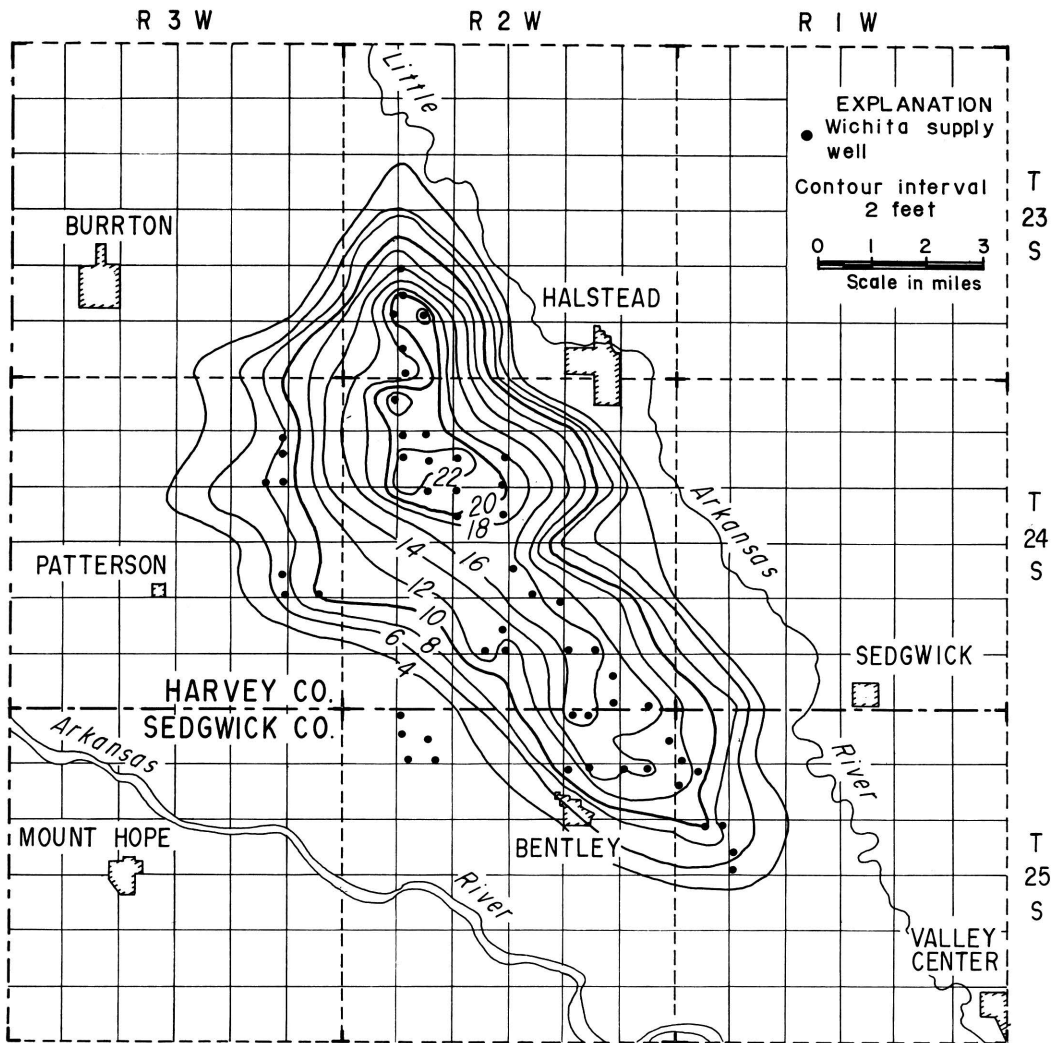 R 3 W
R 2 W
R 1 W
Little
EXPLANATION
Wichita supply
well
Contour interval
2 feet
0 1 2 3
Scale in miles
T
23
S
BURRTON
HALSTEAD
22
20
18
16
14
12
10
8
6
4
Arkansas
T
24
S
PATTERSON
SEDGWICK
HARVEY CO.
SEDGWICK CO.
Arkansas
River
MOUNT HOPE
BENTLEY
River
T
25
S
VALLEY
CENTER